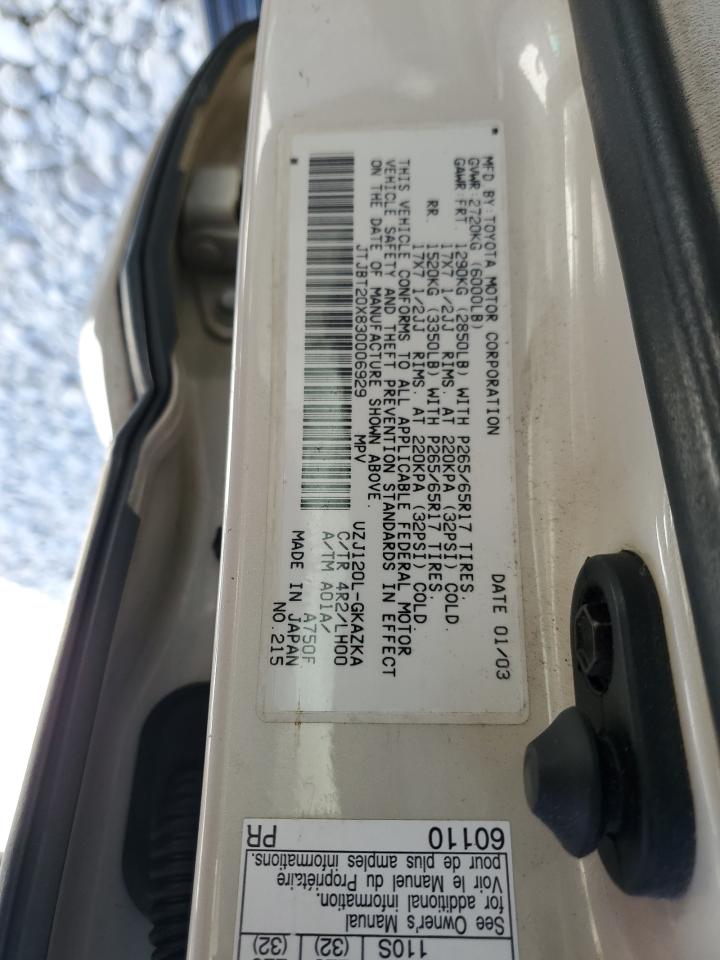 MFD BY:TOYOTA MOTOR CORPORATION DATE 01/03
GVWR 2720KG (6000LB)
GAWR FRT. 1290KG (2850LB) WITH P265/65R17 TIRES.
17X7 1/2JJ RIMS. AT 220KPA (32PSI) COLD.
RR. 1520KG (3350LB) WITH P265/65R17 TIRES.
17X7 1/2JJ RIMS. AT 220KPA (32PSI) COLD.
THIS VEHICLE CONFORMS TO ALL APPLICABLE FEDERAL MOTOR
VEHICLE SAFETY AND THEFT PREVENTION STANDARDS IN EFFECT
ON THE DATE OF MANUFACTURE SHOWN ABOVE.
JTJBT20X830006929 MPV
UZJ120L-GKAZKA
C/TR 4R2/LH00
A/TM A01A/ A750F
MADE IN JAPAN
NO.215
110S
See Owner's Manual
for additional information.
Voir le Manuel du Propriétaire
pour de plus amples informations.
60110 PR
(32) (32)